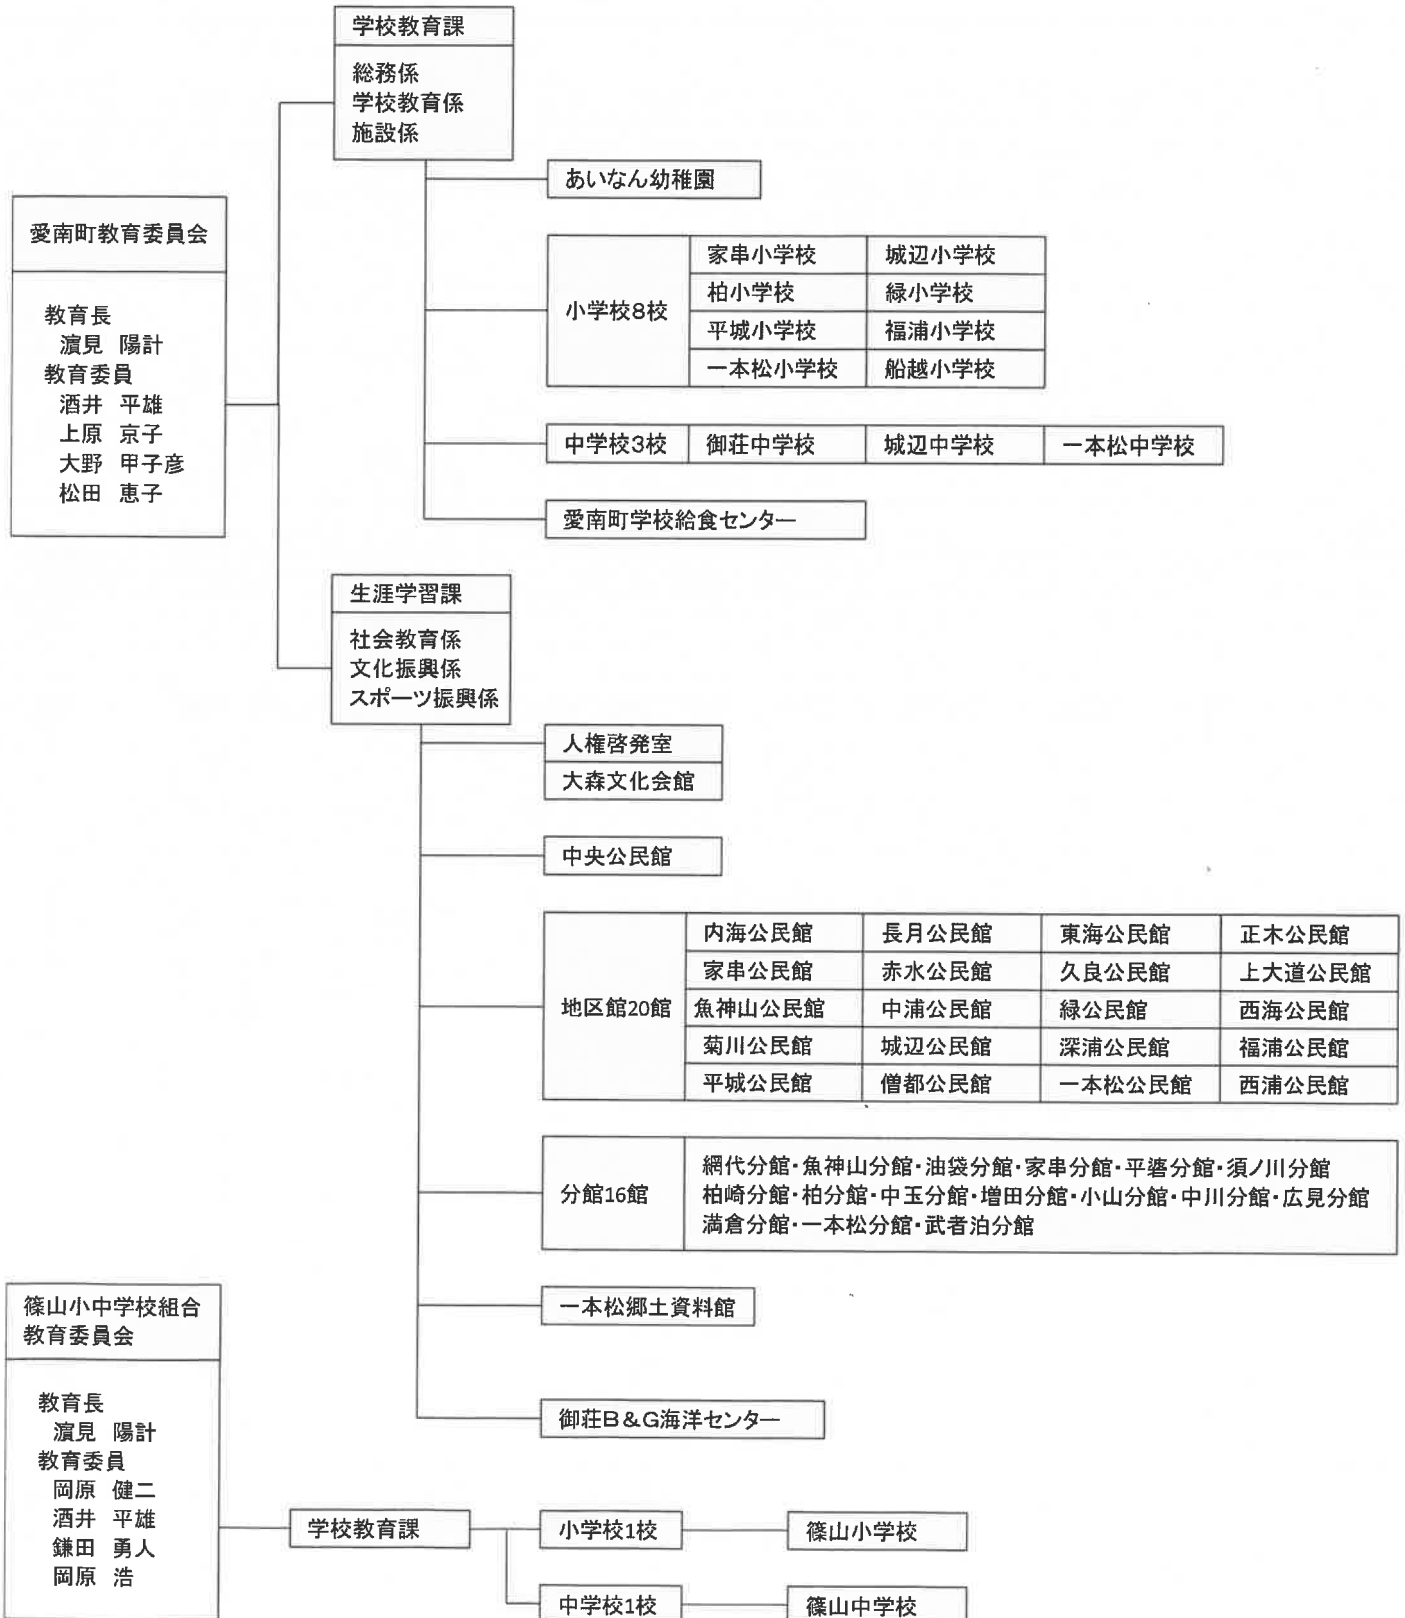 学校教育課
総務係
学校教育係
施設係
愛南町教育委員会
教育長
濵見 陽計
教育委員
酒井 平雄
上原 京子
大野 甲子彦
松田 恵子
あいなん幼稚園
小学校8校
家串小学校 城辺小学校
柏小学校 緑小学校
平城小学校 福浦小学校
一本松小学校 船越小学校
中学校3校 御荘中学校 城辺中学校 一本松中学校
愛南町学校給食センター
生涯学習課
社会教育係
文化振興係
スポーツ振興係
人権啓発室
大森文化会館
中央公民館
地区館20館
内海公民館 長月公民館 東海公民館 正木公民館
家串公民館 赤水公民館 久良公民館 上大道公民館
魚神山公民館 中浦公民館 緑公民館 西海公民館
菊川公民館 城辺公民館 深浦公民館 福浦公民館
平城公民館 僧都公民館 一本松公民館 西浦公民館
分館16館
網代分館・魚神山分館・油袋分館・家串分館・平碆分館・須ノ川分館
柏崎分館・柏分館・中玉分館・増田分館・小山分館・中川分館・広見分館
満倉分館・一本松分館・武者泊分館
一本松郷土資料館
御荘B&G海洋センター
篠山小中学校組合
教育委員会
教育長
濵見 陽計
教育委員
岡原 健二
酒井 平雄
鎌田 勇人
岡原 浩
学校教育課
小学校1校 篠山小学校
中学校1校 篠山中学校